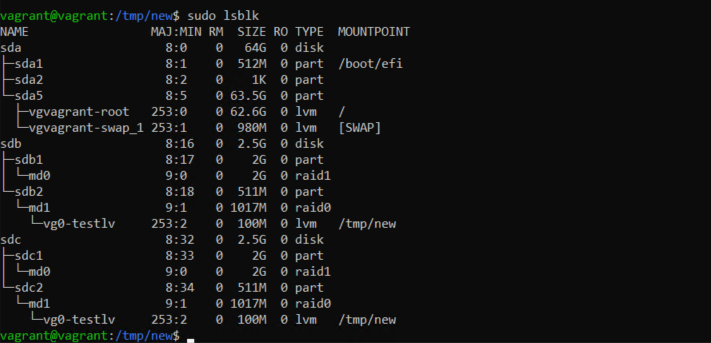 vagrant@vagrant:/tmp/new$ sudo lsblk
NAME                 MAJ:MIN RM  SIZE RO TYPE  MOUNTPOINT
sda                    8:0    0   64G  0 disk
├─sda1                 8:1    0  512M  0 part  /boot/efi
├─sda2                 8:2    0    1K  0 part
└─sda5                 8:5    0 63.5G  0 part
  ├─vgvagrant-root   253:0    0 62.6G  0 lvm   /
  └─vgvagrant-swap_1 253:1    0  980M  0 lvm   [SWAP]
sdb                    8:16   0  2.5G  0 disk
├─sdb1                 8:17   0    2G  0 part
│ └─md0                9:0    0    2G  0 raid1
└─sdb2                 8:18   0  511M  0 part
  └─md1                9:1    0 1017M  0 raid0
    └─vg0-testlv     253:2    0  100M  0 lvm   /tmp/new
sdc                    8:32   0  2.5G  0 disk
├─sdc1                 8:33   0    2G  0 part
│ └─md0                9:0    0    2G  0 raid1
└─sdc2                 8:34   0  511M  0 part
  └─md1                9:1    0 1017M  0 raid0
    └─vg0-testlv     253:2    0  100M  0 lvm   /tmp/new
vagrant@vagrant:/tmp/new$